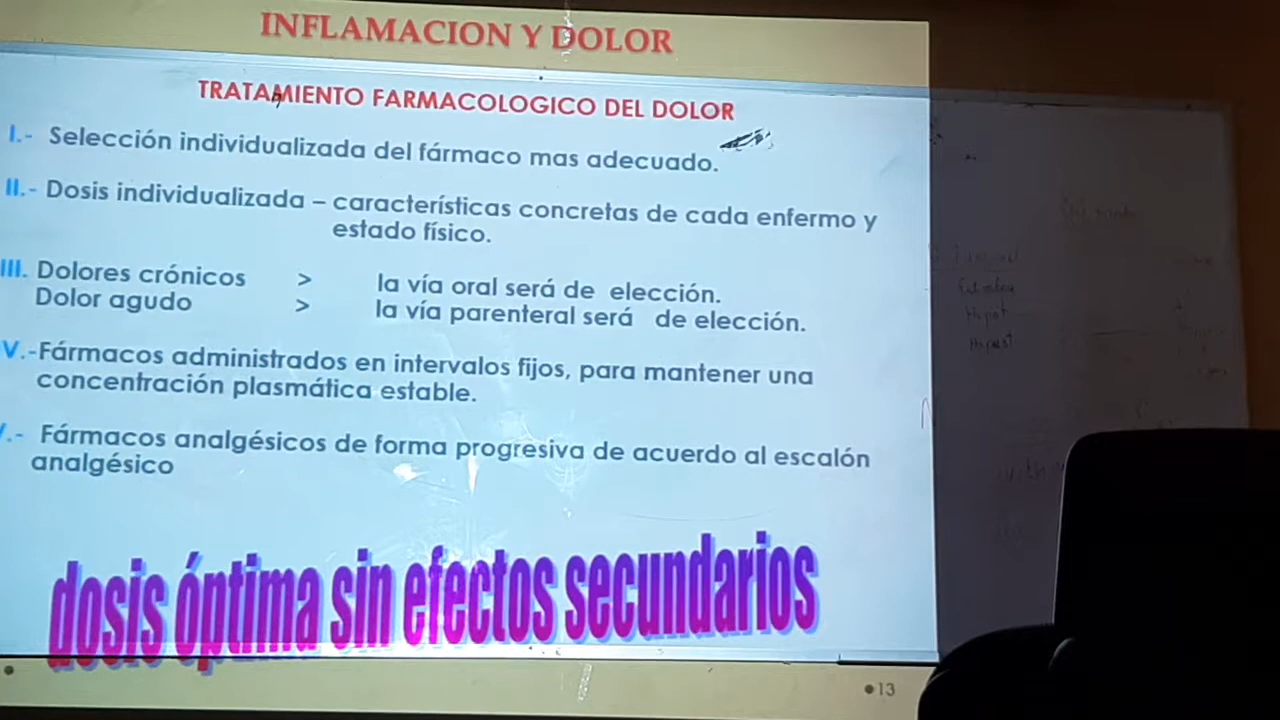 INFLAMACION Y DOLOR
TRATAMIENTO FARMACOLOGICO DEL DOLOR
I.- Selección individualizada del fármaco mas adecuado.
II.- Dosis individualizada – características concretas de cada enfermo y
estado físico.
III. Dolores crónicos > la vía oral será de elección.
Dolor agudo > la vía parenteral será de elección.
V.-Fármacos administrados en intervalos fijos, para mantener una
concentración plasmática estable.
.- Fármacos analgésicos de forma progresiva de acuerdo al escalón
analgésico
dosis óptima sin efectos secundarios
13